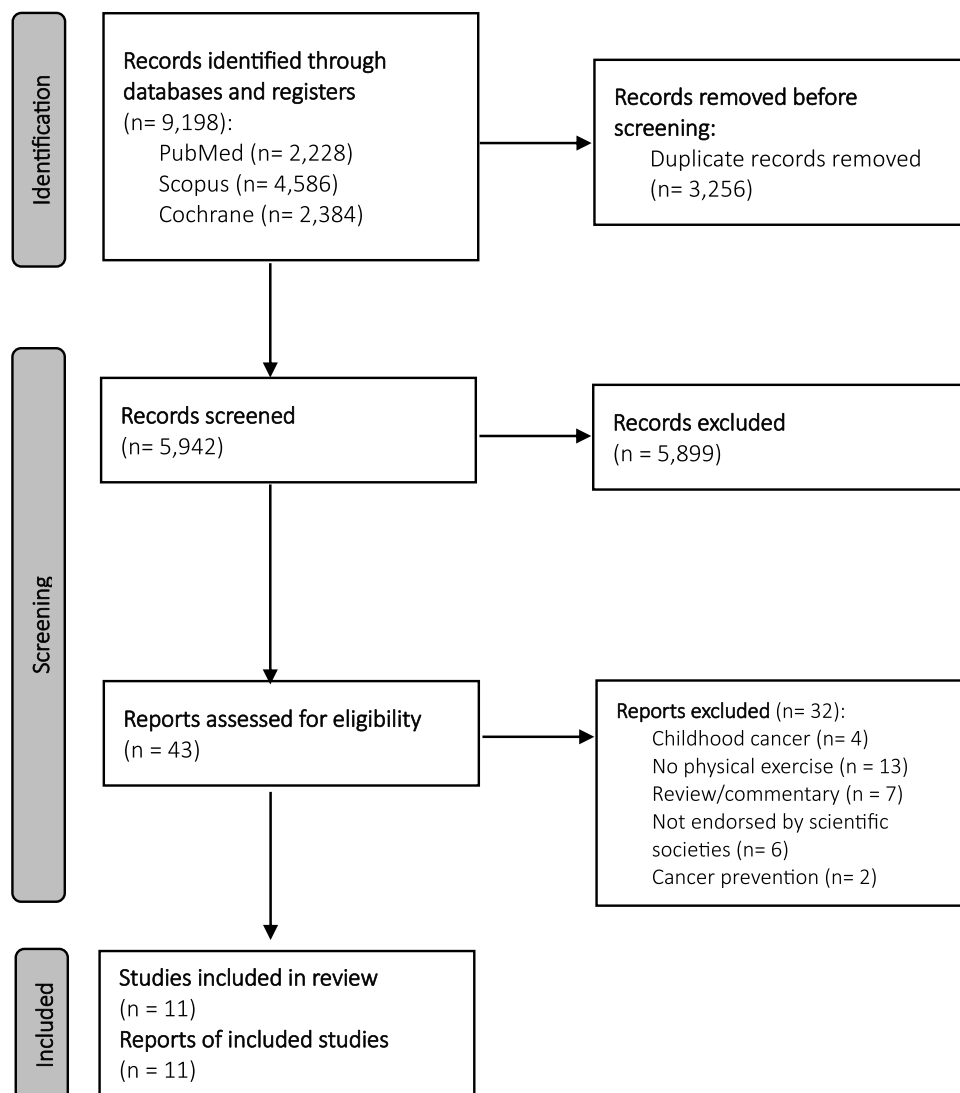 Identification
Records identified through
databases and registers
(n= 9,198):
PubMed (n= 2,228)
Scopus (n= 4,586)
Cochrane (n= 2,384)
Records removed before
screening:
Duplicate records removed
(n= 3,256)
Screening
Records screened
(n= 5,942)
Records excluded
(n = 5,899)
Reports assessed for eligibility
(n = 43)
Reports excluded (n= 32):
Childhood cancer (n= 4)
No physical exercise (n = 13)
Review/commentary (n = 7)
Not endorsed by scientific
societies (n= 6)
Cancer prevention (n= 2)
Included
Studies included in review
(n = 11)
Reports of included studies
(n = 11)